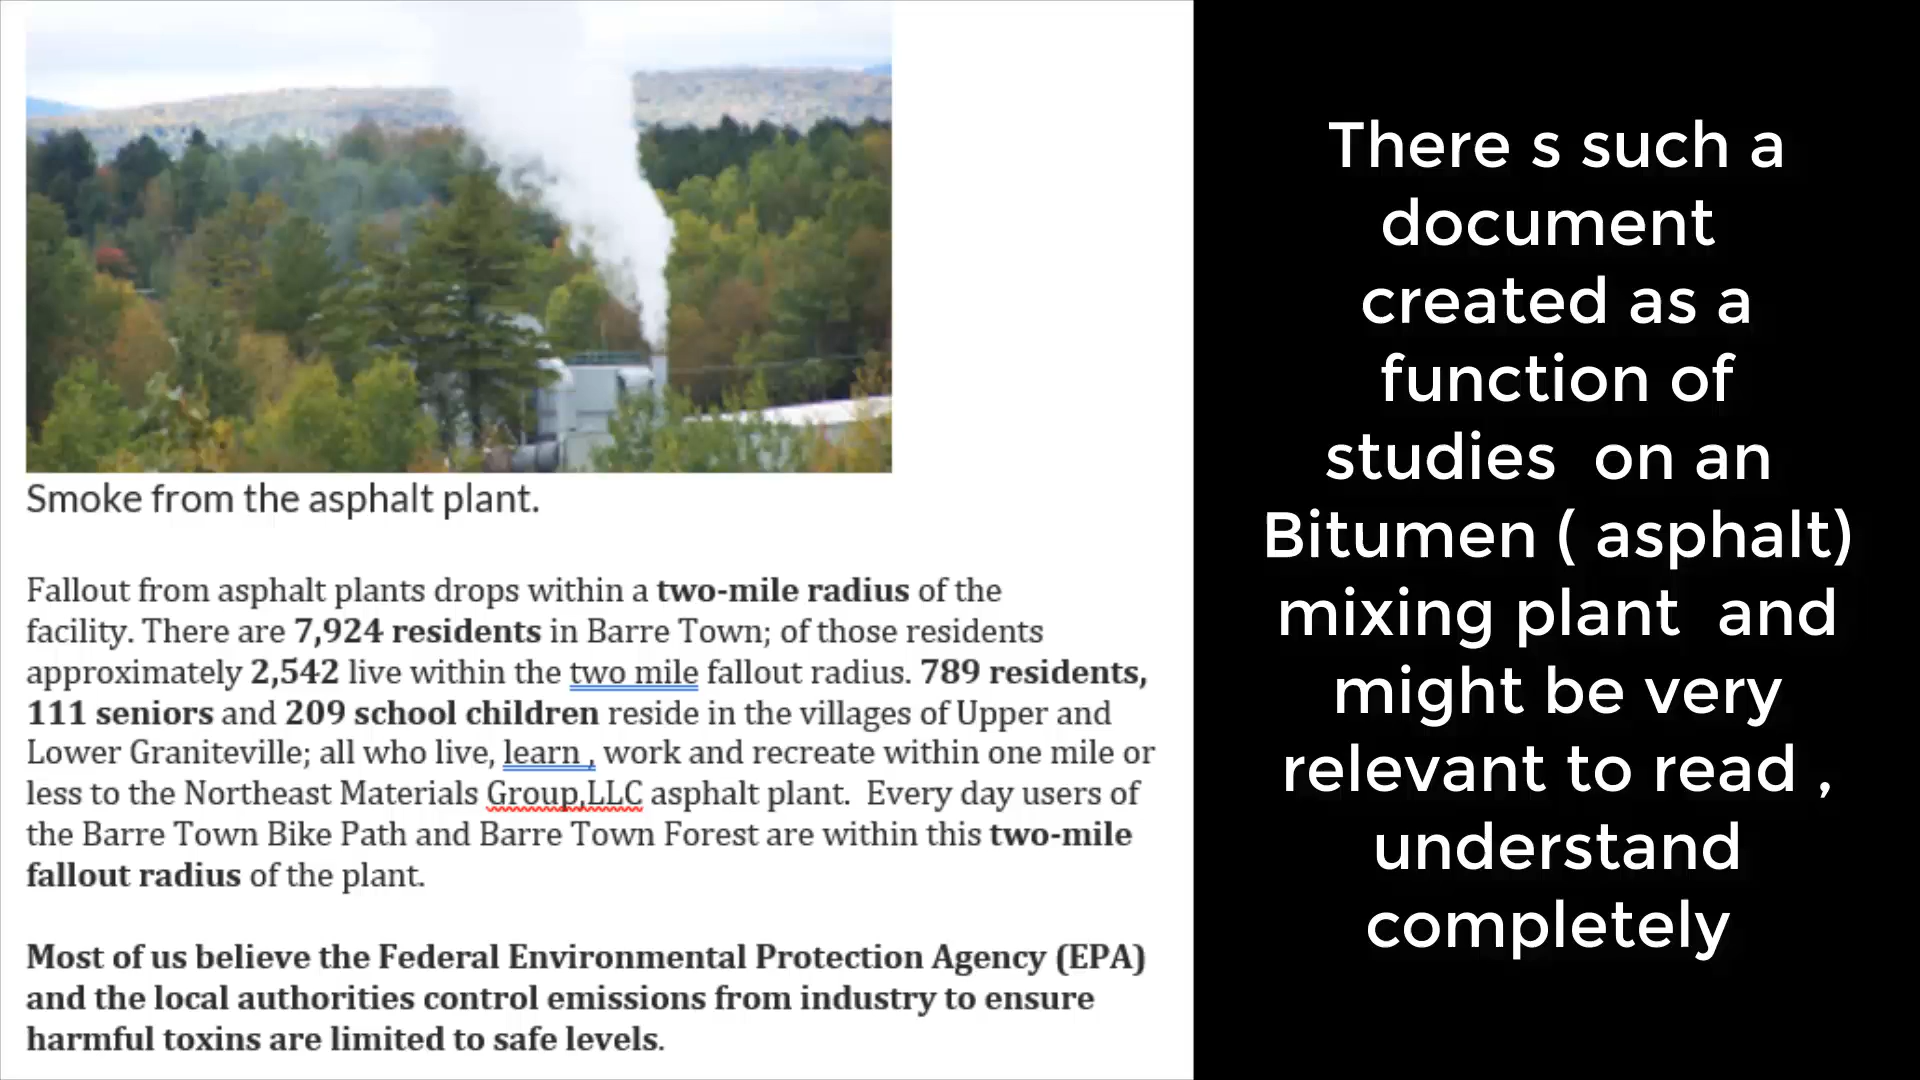 Smoke from the asphalt plant.
Fallout from asphalt plants drops within a two-mile radius of the
facility. There are 7,924 residents in Barre Town; of those residents
approximately 2,542 live within the two mile fallout radius. 789 residents,
111 seniors and 209 school children reside in the villages of Upper and
Lower Graniteville; all who live, learn , work and recreate within one mile or
less to the Northeast Materials Group,LLC asphalt plant.  Every day users of
the Barre Town Bike Path and Barre Town Forest are within this two-mile
fallout radius of the plant.
Most of us believe the Federal Environmental Protection Agency (EPA)
and the local authorities control emissions from industry to ensure
harmful toxins are limited to safe levels.
There s such a
document
created as a
function of
studies  on an
Bitumen ( asphalt)
mixing plant  and
might be very
relevant to read ,
understand
completely